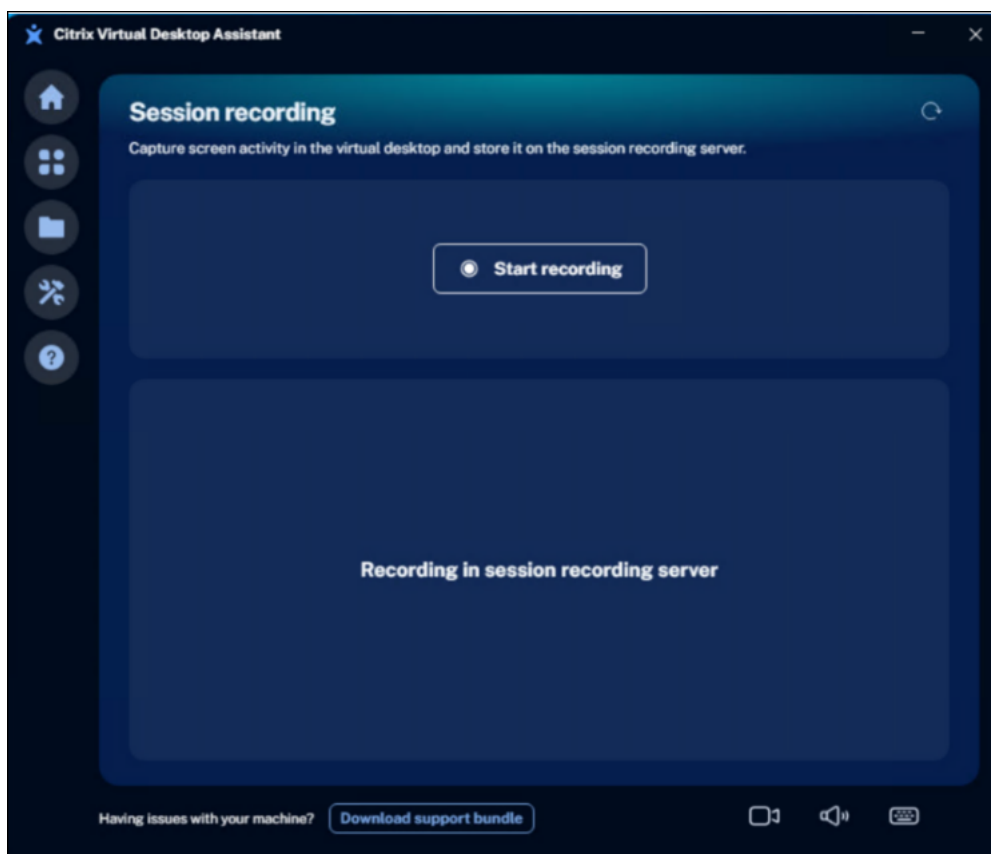 Citrix Virtual Desktop Assistant
Session recording
Capture screen activity in the virtual desktop and store it on the session recording server.
Start recording
Recording in session recording server
Having issues with your machine? Download support bundle